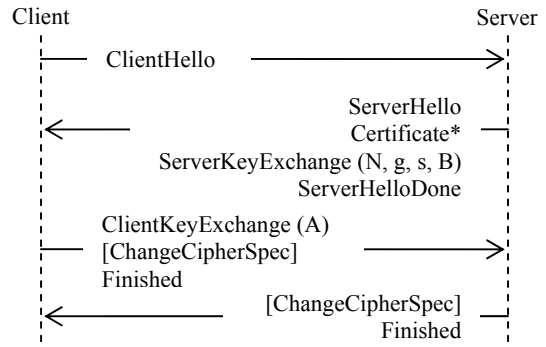 Client
Server
ClientHello
ServerHello
Certificate*
ServerKeyExchange (N, g, s, B)
ServerHelloDone
ClientKeyExchange (A)
[ChangeCipherSpec]
Finished
[ChangeCipherSpec]
Finished